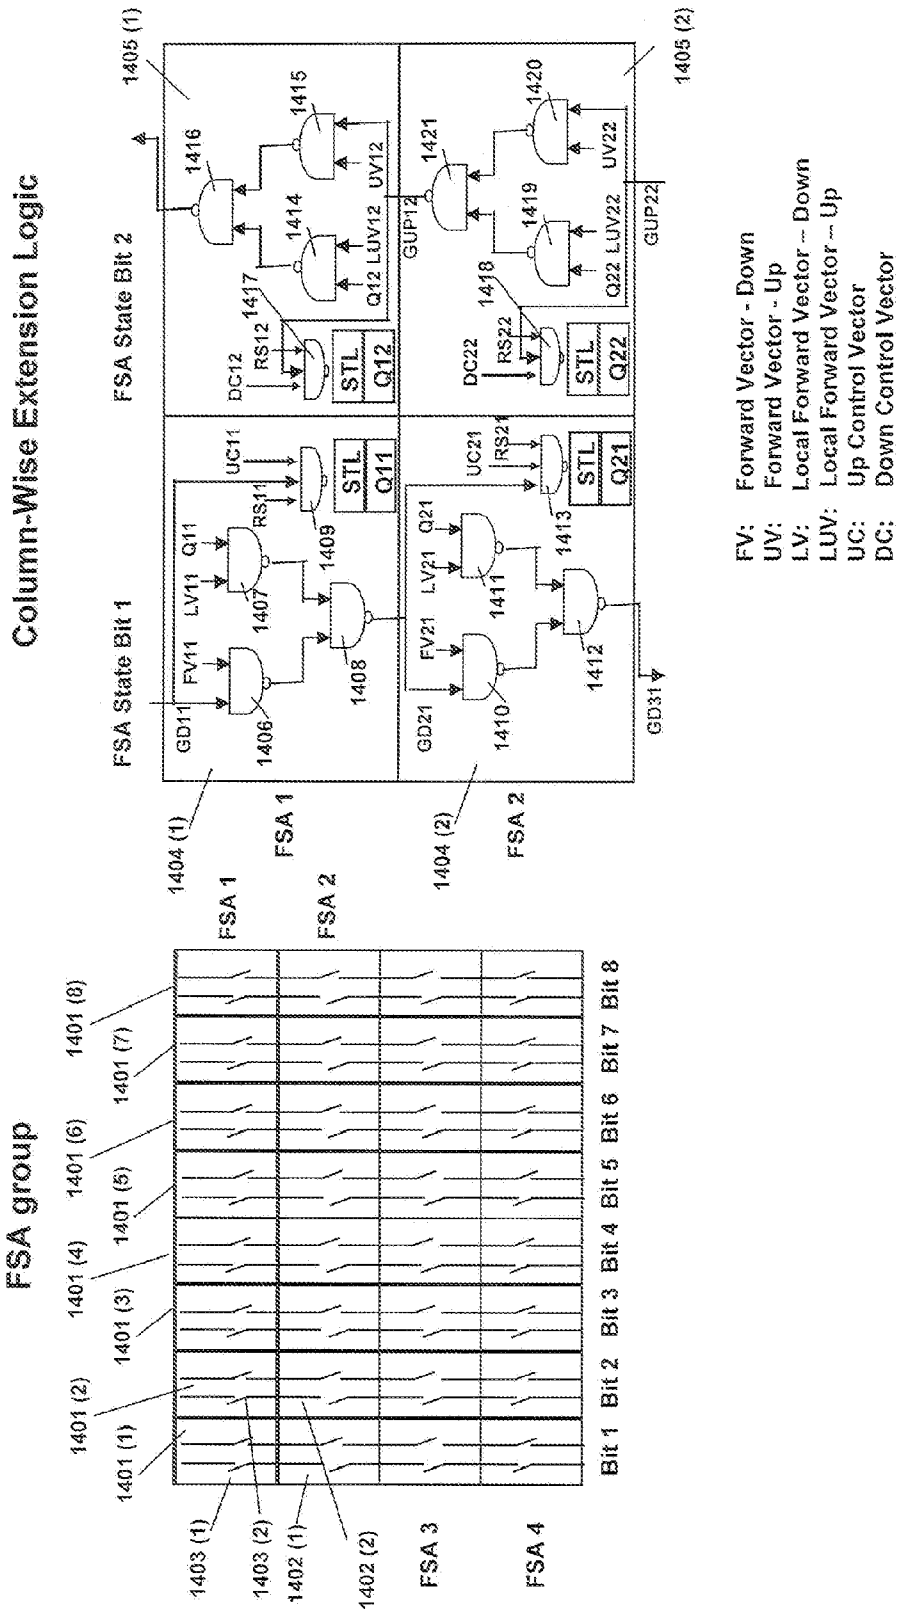 FSA group
1401 (1)
1401 (2)
1401 (3)
1401 (4)
1401 (5)
1401 (6)
1401 (7)
1401 (8)
1403 (1)
1403 (2)
1402 (1)
1402 (2)
FSA 1
FSA 2
FSA 3
FSA 4
Bit 1
Bit 2
Bit 3
Bit 4
Bit 5
Bit 6
Bit 7
Bit 8
Column-Wise Extension Logic
FSA State Bit 1
FSA State Bit 2
1404 (1)
1405 (1)
FSA 1
GD11
FV11
LV11
Q11
UC11
RS11
1406
1407
1408
1409
STL
Q11
DC12
RS12
1417
STL
Q12
Q12
LUV12
UV12
GUP12
1414
1415
1416
1404 (2)
1405 (2)
FSA 2
GD21
FV21
LV21
Q21
UC21
RS21
1410
1411
1412
1413
STL
Q21
GD31
DC22
RS22
1418
STL
Q22
Q22
LUV22
UV22
GUP22
1419
1420
1421
FV: Forward Vector - Down
UV: Forward Vector - Up
LV: Local Forward Vector – Down
LUV: Local Forward Vector – Up
UC: Up Control Vector
DC: Down Control Vector